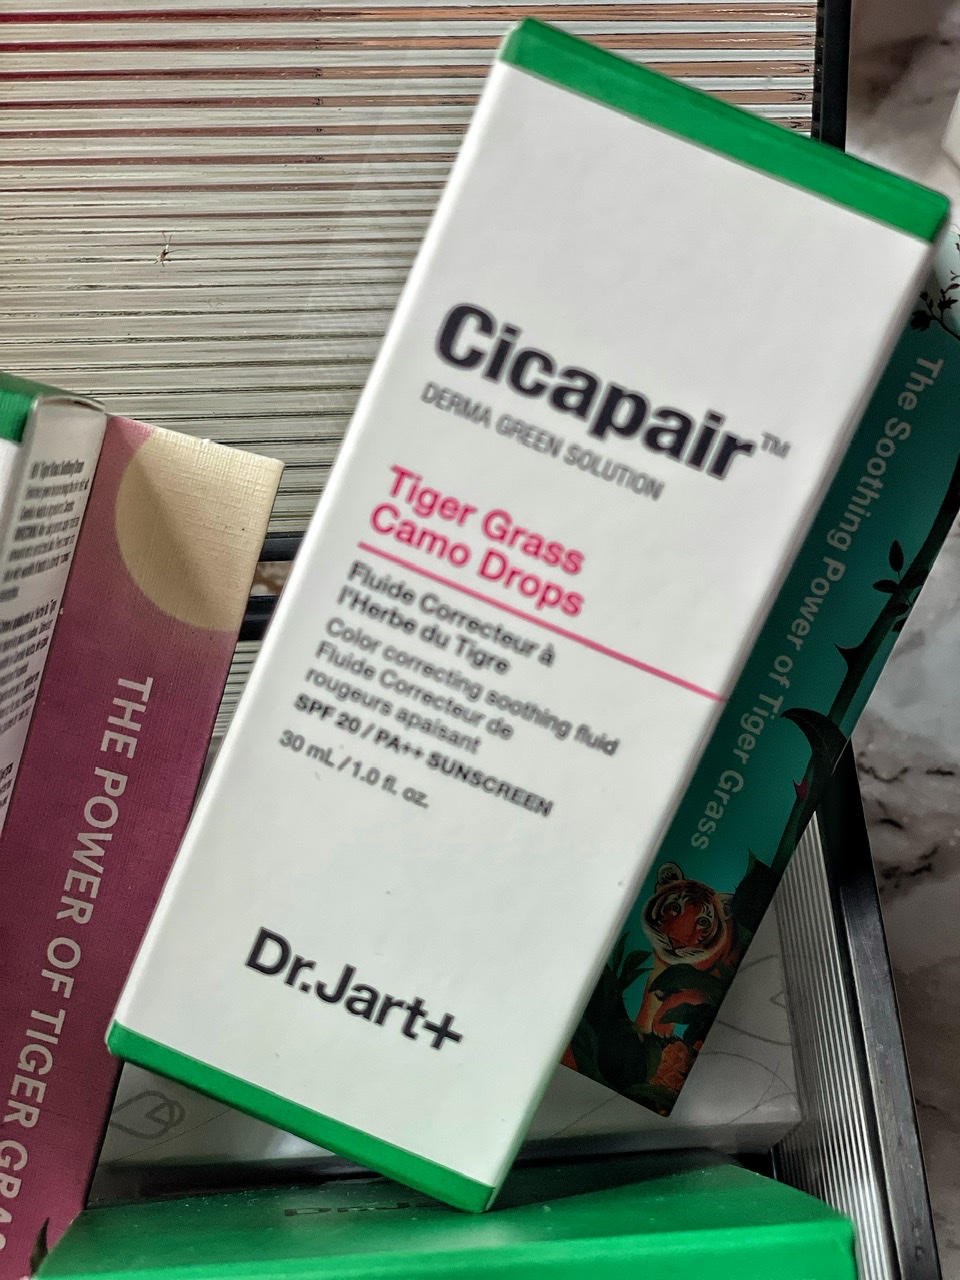 Cicapair™
DERMA GREEN SOLUTION
Tiger Grass
Camo Drops
Fluide Correcteur à
l'Herbe du Tigre
Color correcting soothing fluid
Fluide Correcteur de
rougeurs apaisant
SPF 20 / PA++ SUNSCREEN
30 mL / 1.0 fl. oz.
Dr.Jart+
The Soothing Power of Tiger Grass
THE POWER OF TIGER